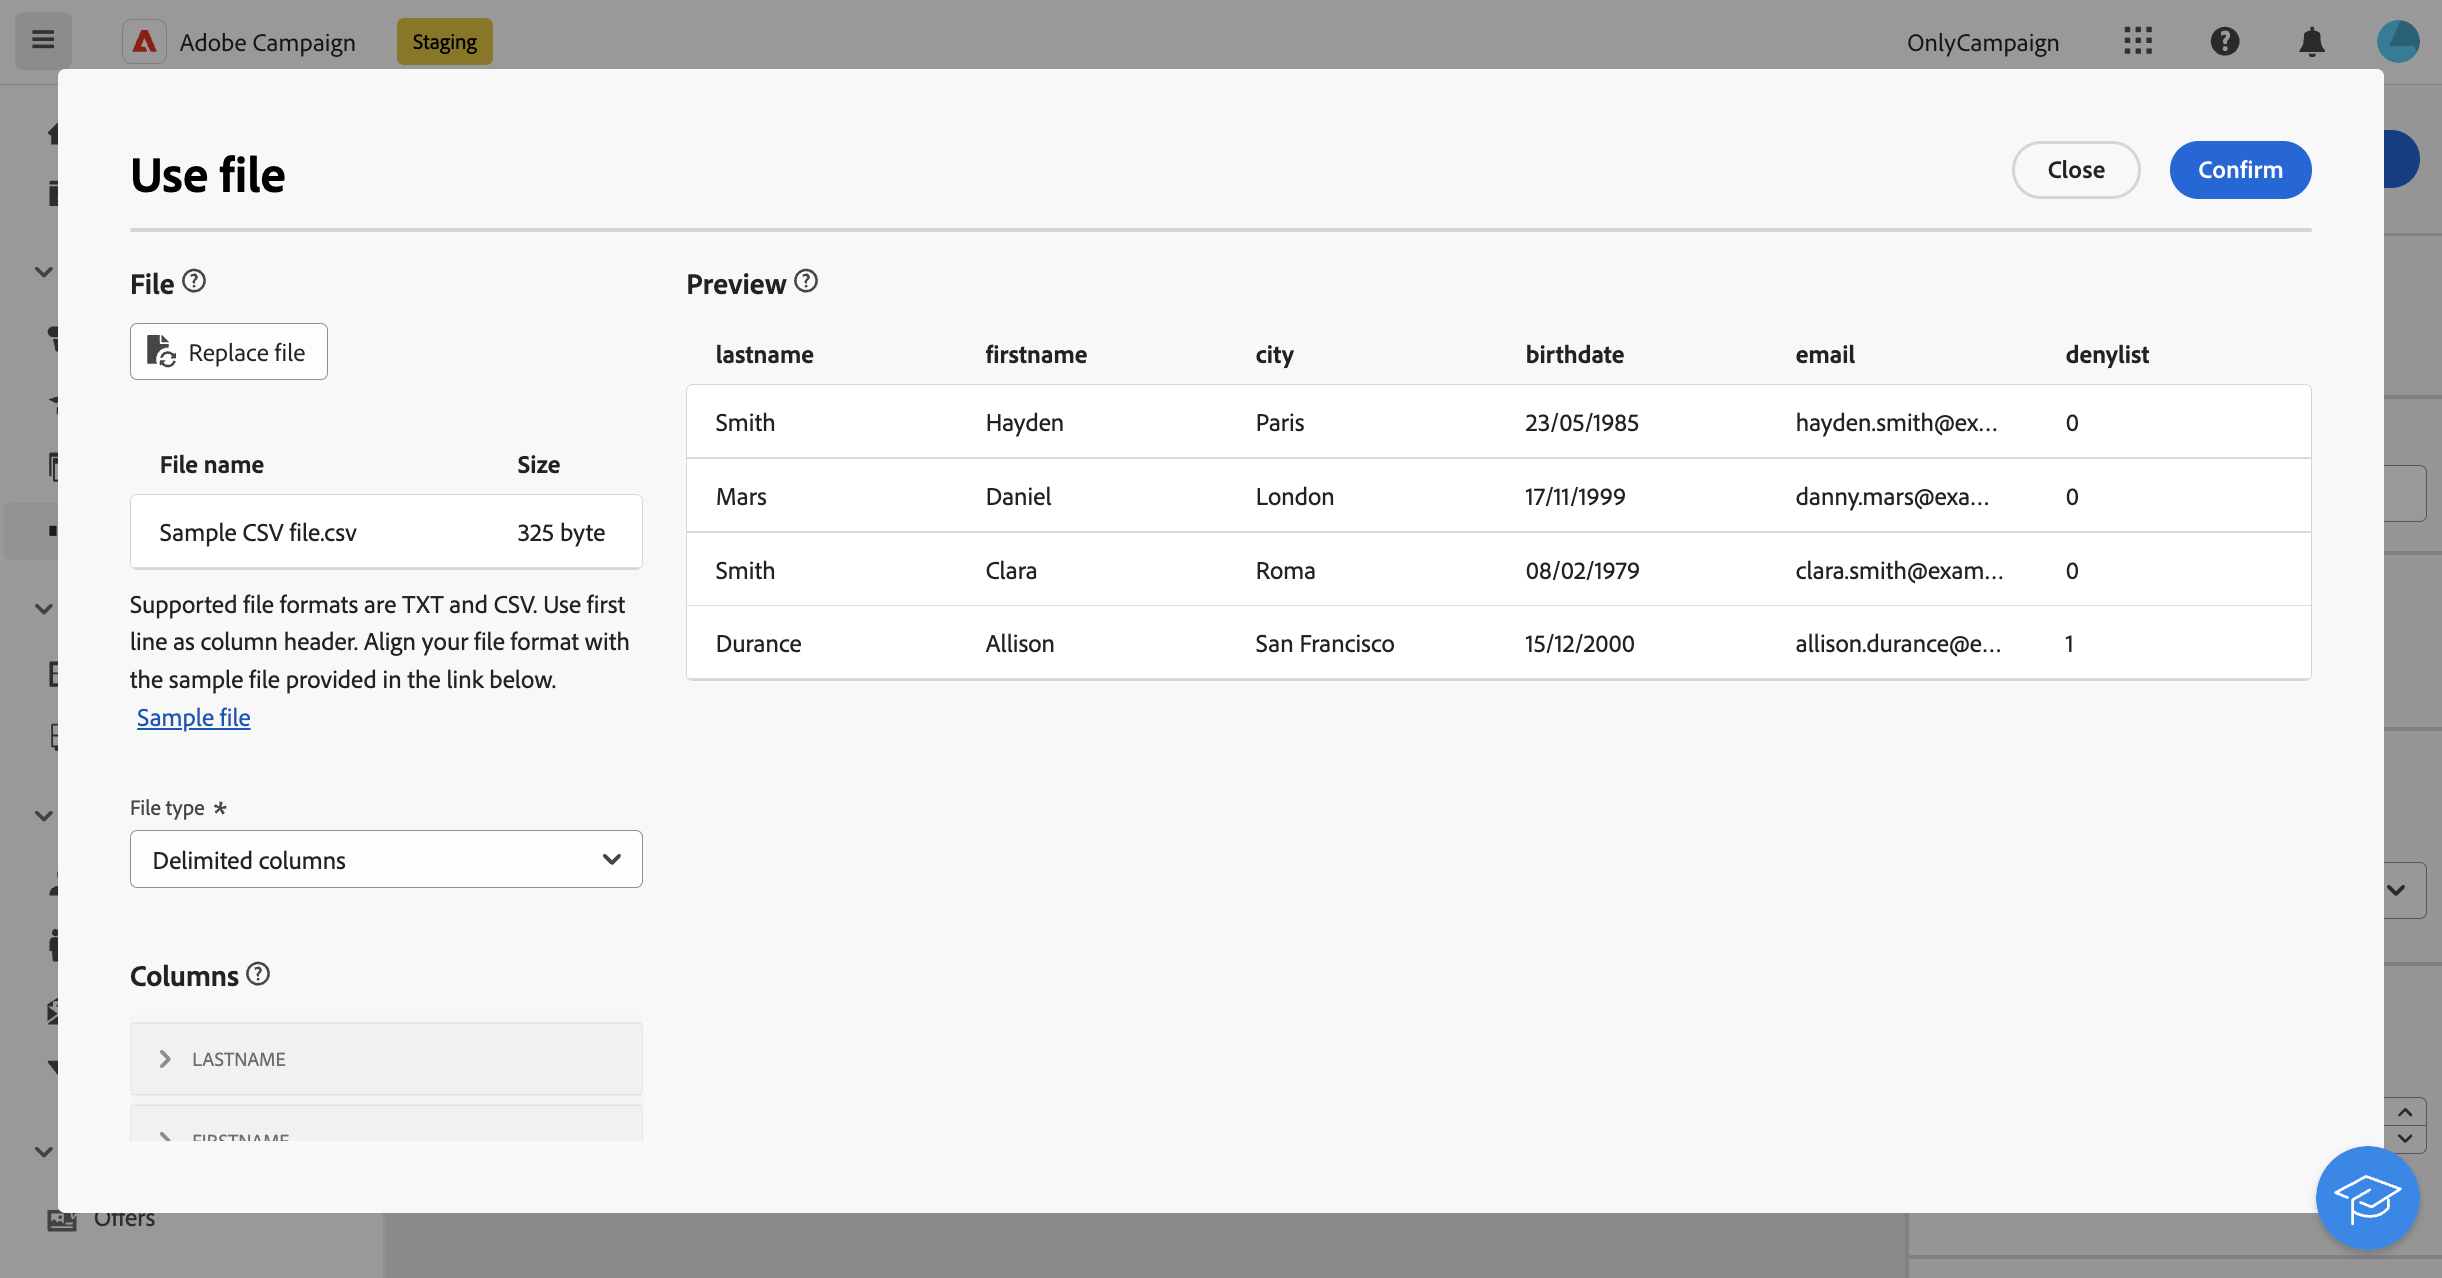 Adobe Campaign
Staging
OnlyCampaign
Use file
Close
Confirm
File
Replace file
File name Size
Sample CSV file.csv 325 byte
Supported file formats are TXT and CSV. Use first
line as column header. Align your file format with
the sample file provided in the link below.
Sample file
File type *
Delimited columns
Columns
LASTNAME
FIRSTNAME
Preview
lastname firstname city birthdate email denylist
Smith Hayden Paris 23/05/1985 hayden.smith@ex... 0
Mars Daniel London 17/11/1999 danny.mars@exa... 0
Smith Clara Roma 08/02/1979 clara.smith@exam... 0
Durance Allison San Francisco 15/12/2000 allison.durance@e... 1
Offers